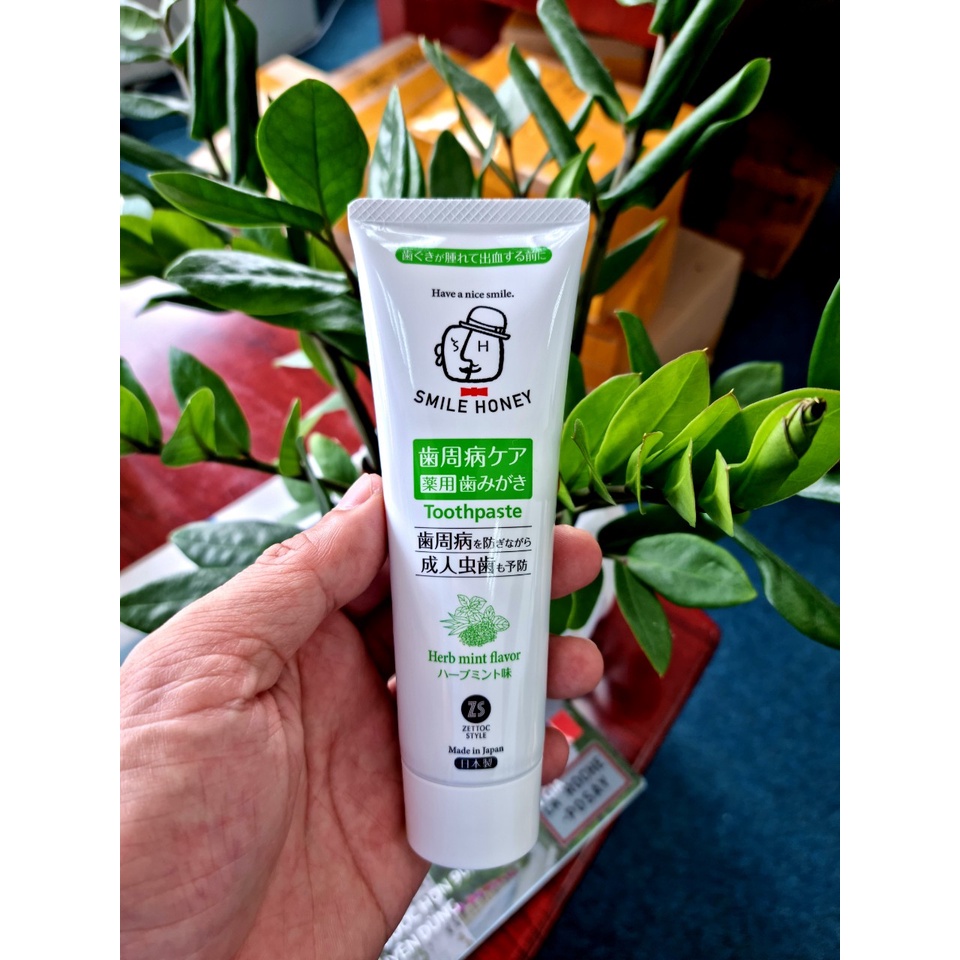 歯ぐきが腫れて出血する前に
Have a nice smile.
S H
SMILE HONEY
歯周病ケア
薬用 歯みがき
Toothpaste
歯周病を防ぎながら
成人虫歯も予防
Herb mint flavor
ハーブミント味
ZS
ZETTOC
STYLE
Made in Japan
日本製